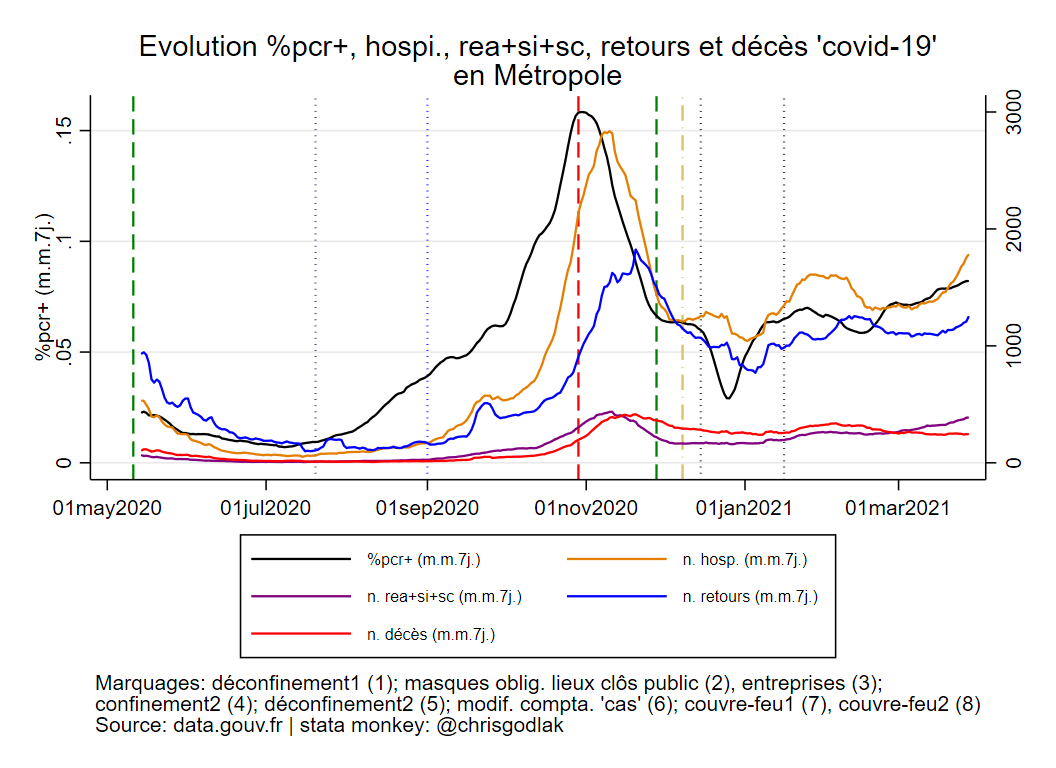 Evolution %pcr+, hospi., rea+si+sc, retours et décès 'covid-19'
en Métropole
%pcr+ (m.m.7j.)
.15
.1
.05
0
3000
2000
1000
0
01may2020 01jul2020 01sep2020 01nov2020 01jan2021 01mar2021
%pcr+ (m.m.7j.) n. hosp. (m.m.7j.)
n. rea+si+sc (m.m.7j.) n. retours (m.m.7j.)
n. décès (m.m.7j.)
Marquages: déconfinement1 (1); masques oblig. lieux clôs public (2), entreprises (3);
confinement2 (4); déconfinement2 (5); modif. compta. 'cas' (6); couvre-feu1 (7), couvre-feu2 (8)
Source: data.gouv.fr | stata monkey: @chrisgodlak